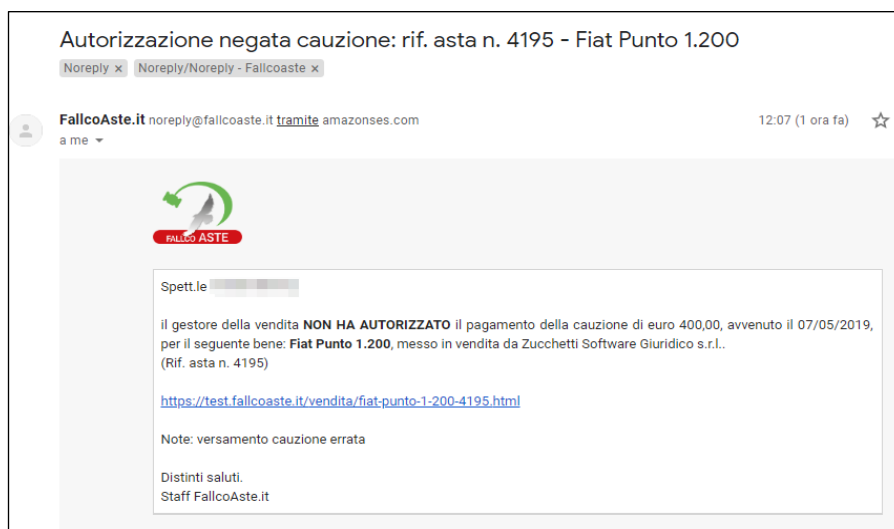 Autorizzazione negata cauzione: rif. asta n. 4195 - Fiat Punto 1.200
Noreply × Noreply/Noreply - Fallcoaste ×
FallcoAste.it noreply@fallcoaste.it tramite amazonses.com 12:07 (1 ora fa)
a me
FALLCO ASTE
Spett.le
il gestore della vendita NON HA AUTORIZZATO il pagamento della cauzione di euro 400,00, avvenuto il 07/05/2019,
per il seguente bene: Fiat Punto 1.200, messo in vendita da Zucchetti Software Giuridico s.r.l..
(Rif. asta n. 4195)
https://test.fallcoaste.it/vendita/fiat-punto-1-200-4195.html
Note: versamento cauzione errata
Distinti saluti.
Staff FallcoAste.it